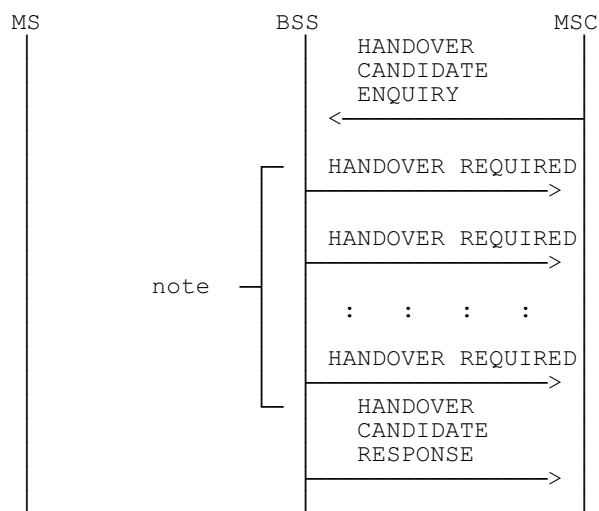 MS BSS MSC
HANDOVER
CANDIDATE
ENQUIRY
HANDOVER REQUIRED
HANDOVER REQUIRED
note
: : : :
HANDOVER REQUIRED
HANDOVER
CANDIDATE
RESPONSE